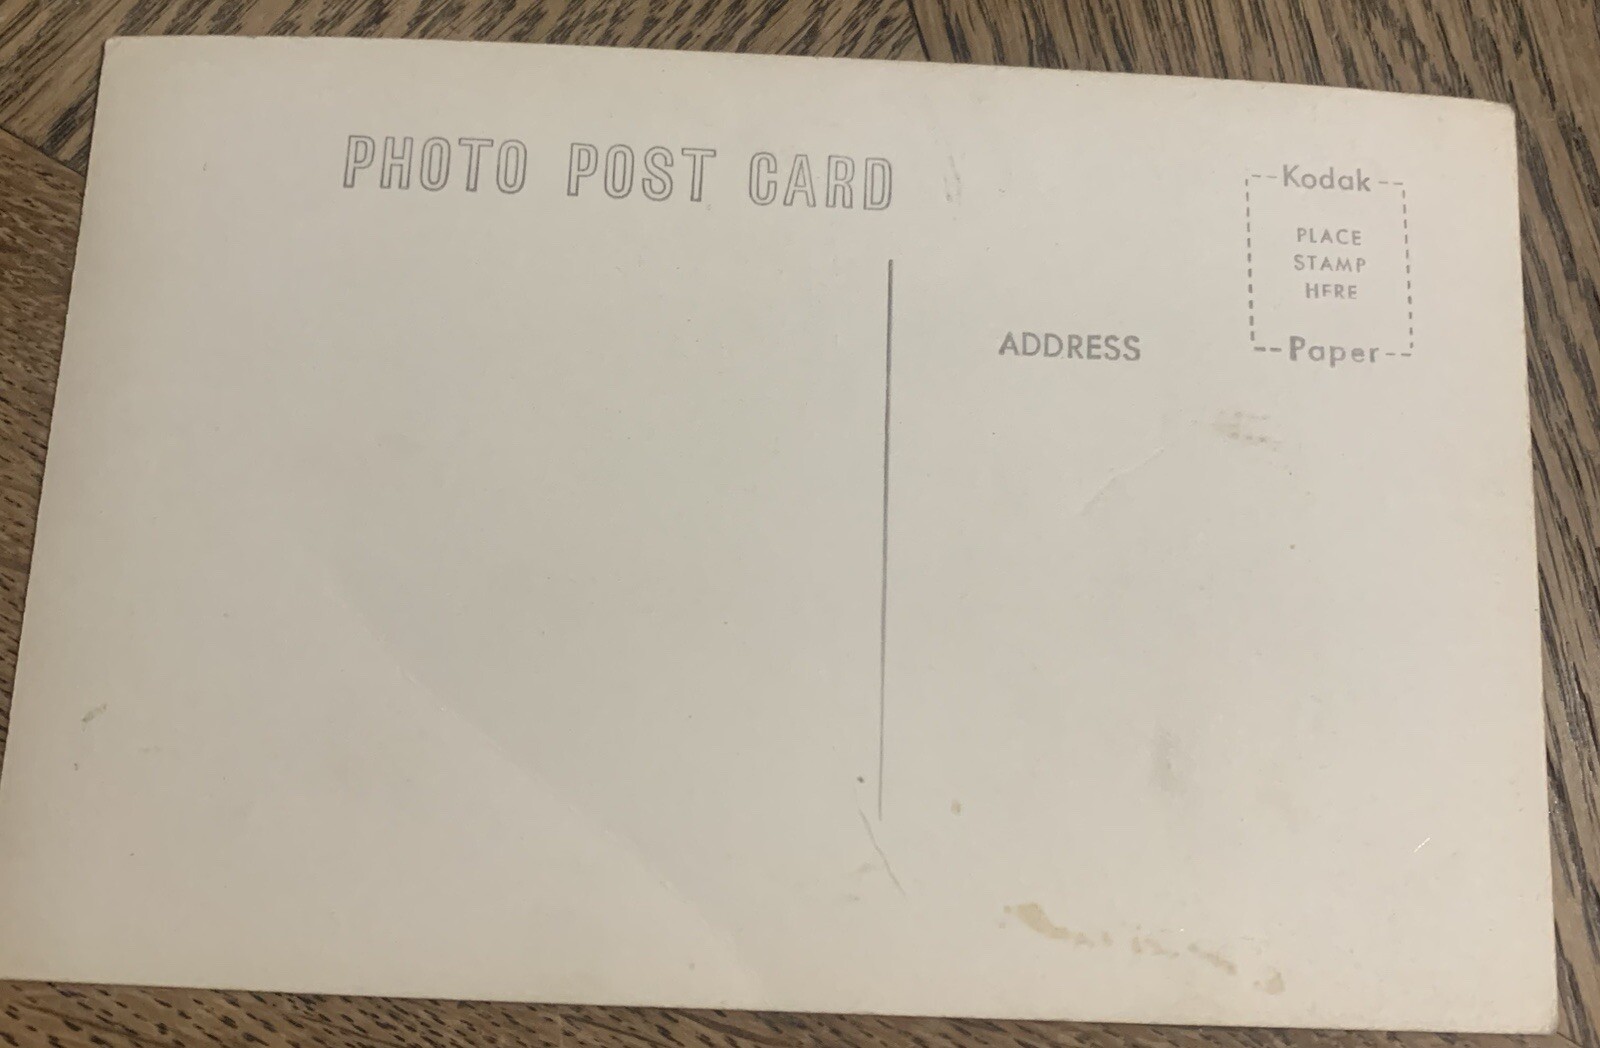 PHOTO POST CARD
Kodak
PLACE
STAMP
HERE
Paper
ADDRESS